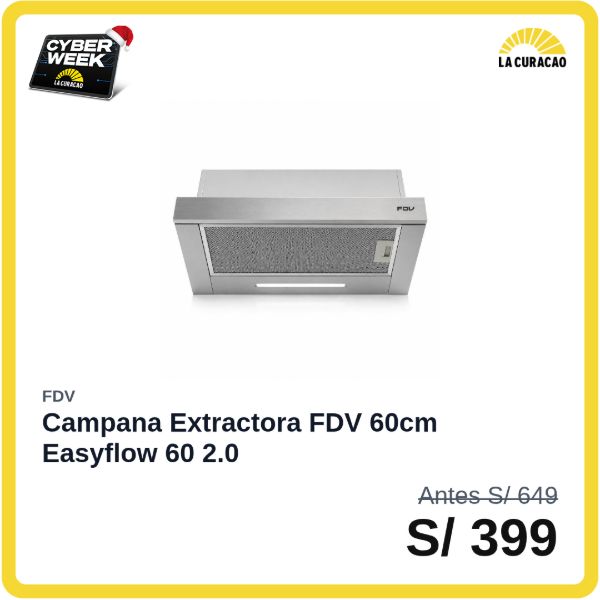 CYBER
WEEK
LA CURACAO
LA CURACAO
FDV
FDV
Campana Extractora FDV 60cm
Easyflow 60 2.0
Antes S/ 649
S/ 399